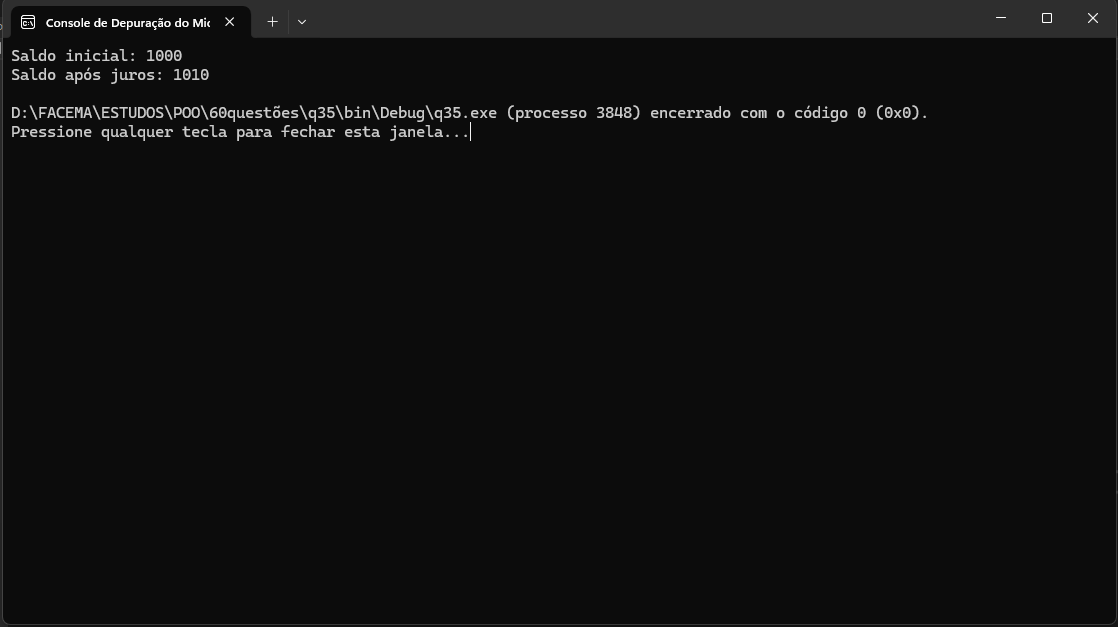 Console de Depuração do Mic
Saldo inicial: 1000
Saldo após juros: 1010
D:\FACEMA\ESTUDOS\POO\60questões\q35\bin\Debug\q35.exe (processo 3848) encerrado com o código 0 (0x0).
Pressione qualquer tecla para fechar esta janela...